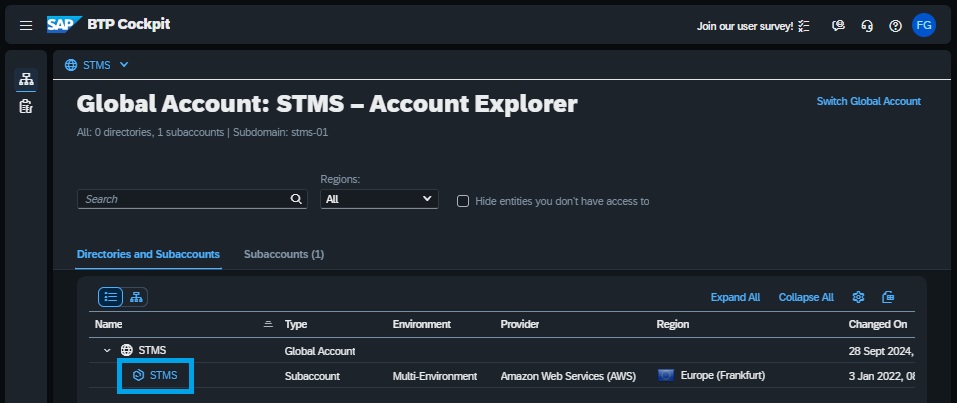 SAP BTP Cockpit Join our user survey! FG
STMS
Global Account: STMS – Account Explorer Switch Global Account
All: 0 directories, 1 subaccounts | Subdomain: stms-01
Regions:
Search All Hide entities you don't have access to
Directories and Subaccounts Subaccounts (1)
Expand All Collapse All
Name Type Environment Provider Region Changed On
STMS Global Account 28 Sept 2024,
STMS Subaccount Multi-Environment Amazon Web Services (AWS) Europe (Frankfurt) 3 Jan 2022,